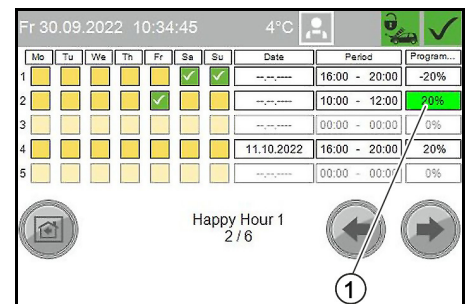 Fr 30.09.2022 10:34:45 4°C
Mo Tu We Th Fr Sa Su Date Period Program...
1 --.--.---- 16:00 - 20:00 -20%
2 --.--.---- 10:00 - 12:00 20%
3 --.--.---- 00:00 - 00:00 0%
4 11.10.2022 16:00 - 20:00 20%
5 --.--.---- 00:00 - 00:00 0%
Happy Hour 1
2 / 6
1